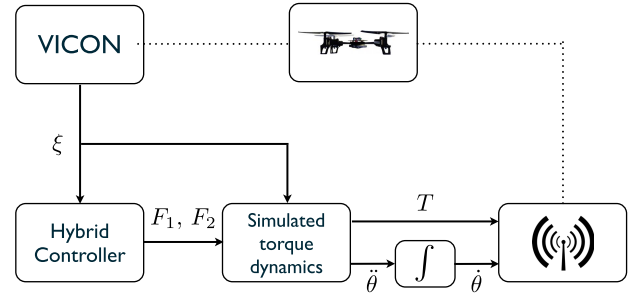 VICON
ξ
Hybrid
Controller
F₁, F₂
Simulated
torque
dynamics
T
θ̈
∫
θ̇